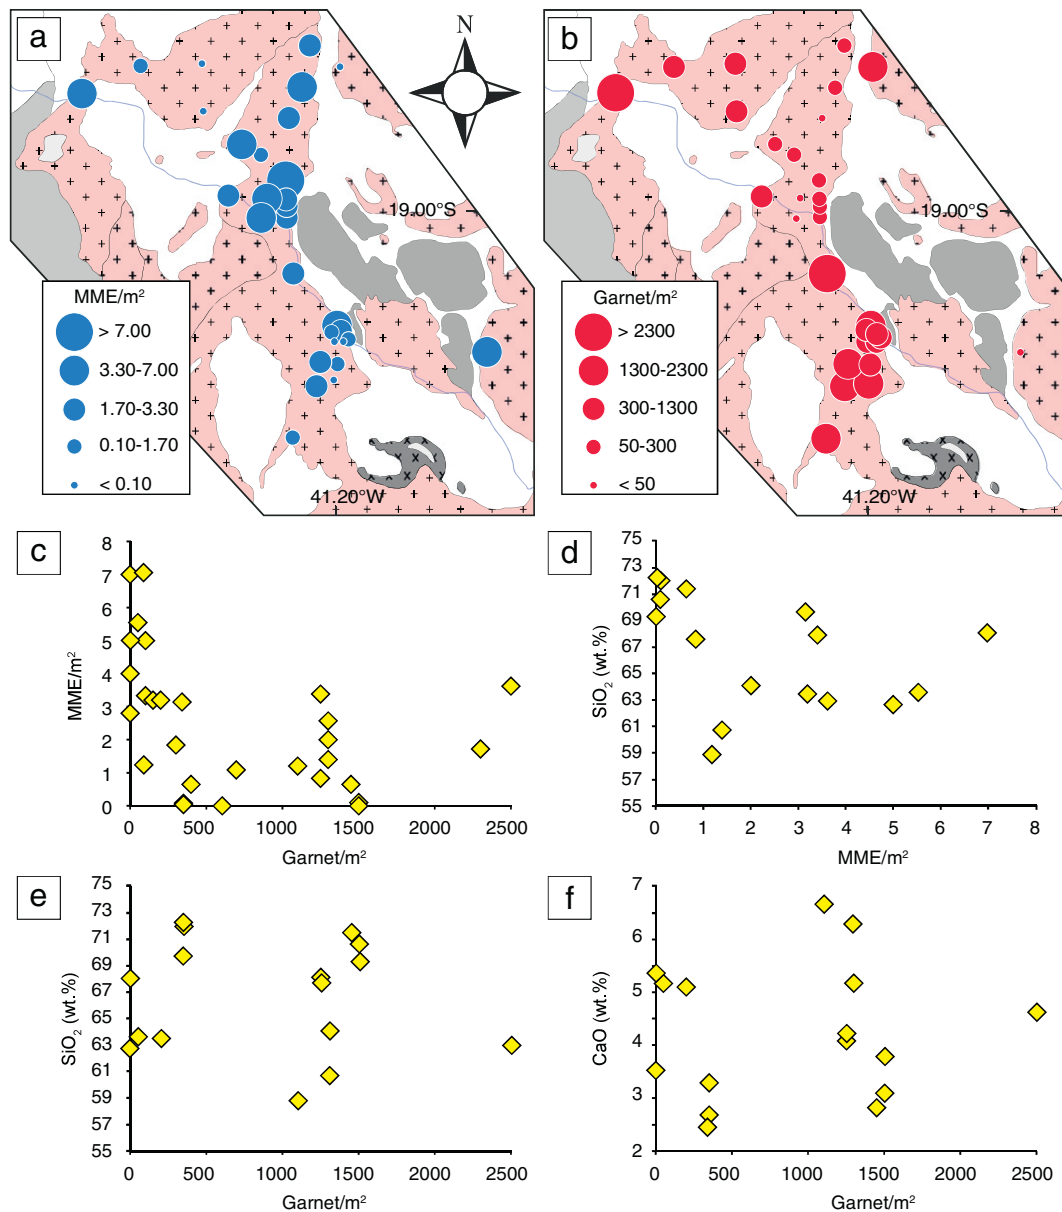 a
N
b
19.00°S
19.00°S
MME/m²
> 7.00
3.30-7.00
1.70-3.30
0.10-1.70
< 0.10
41.20°W
Garnet/m²
> 2300
1300-2300
300-1300
50-300
< 50
41.20°W
c
8
7
6
5
4
3
2
1
0
MME/m²
0 500 1000 1500 2000 2500
Garnet/m²
d
75
73
71
69
67
65
63
61
59
57
55
SiO₂ (wt.%)
0 1 2 3 4 5 6 7 8
MME/m²
e
75
73
71
69
67
65
63
61
59
57
55
SiO₂ (wt.%)
0 500 1000 1500 2000 2500
Garnet/m²
f
7
6
5
4
3
2
CaO (wt.%)
0 500 1000 1500 2000 2500
Garnet/m²